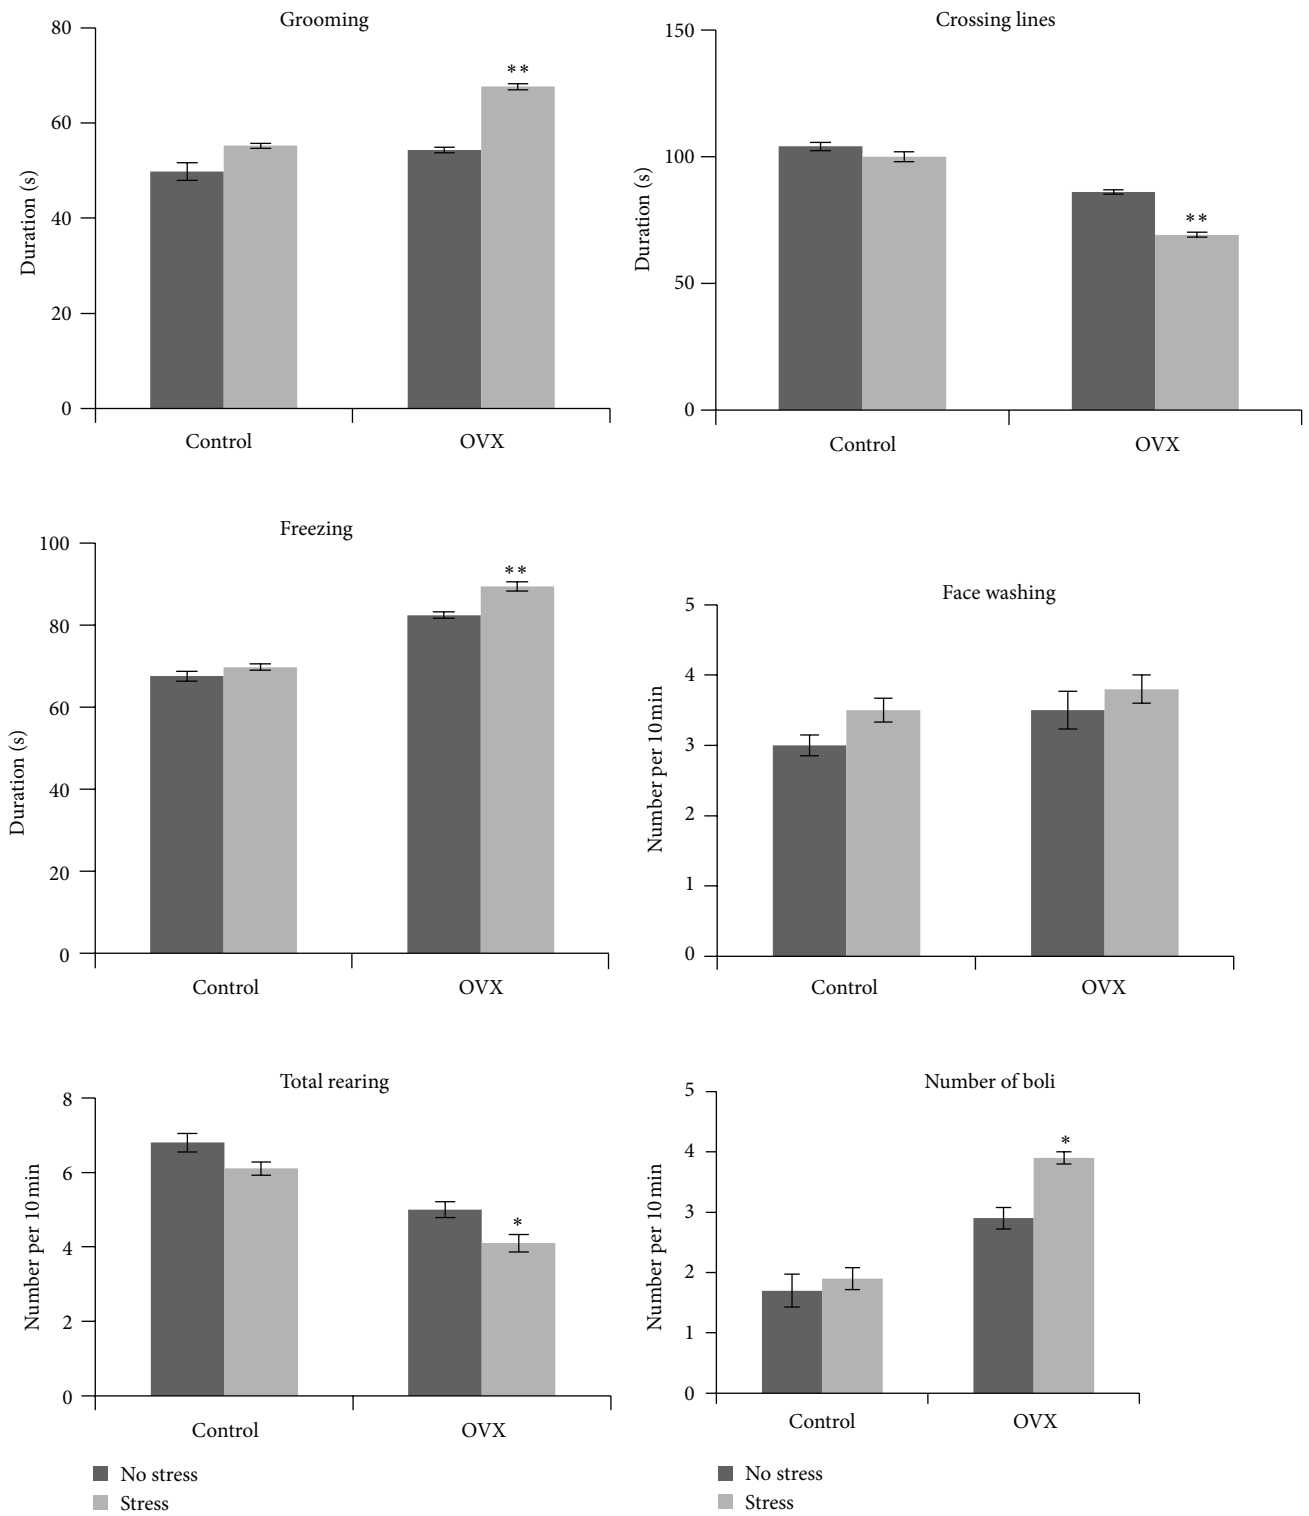 Grooming
80
60
40
20
0
Duration (s)
**
Control OVX
Crossing lines
150
100
50
0
Duration (s)
**
Control OVX
Freezing
100
80
60
40
20
0
Duration (s)
**
Control OVX
Face washing
5
4
3
2
1
0
Number per 10 min
Control OVX
Total rearing
8
6
4
2
0
Number per 10 min
*
Control OVX
No stress
Stress
Number of boli
5
4
3
2
1
0
Number per 10 min
*
Control OVX
No stress
Stress